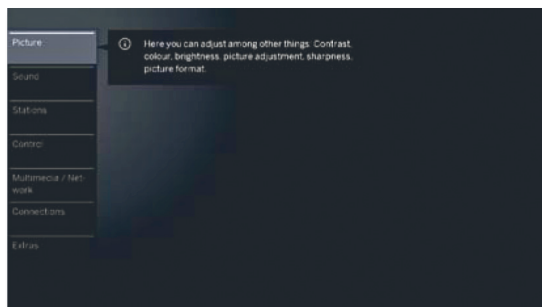 Picture
Here you can adjust among other things: Contrast,
colour, brightness, picture adjustment, sharpness,
picture format.
Sound
Stations
Control
Multimedia / Net-
work
Connections
Extras